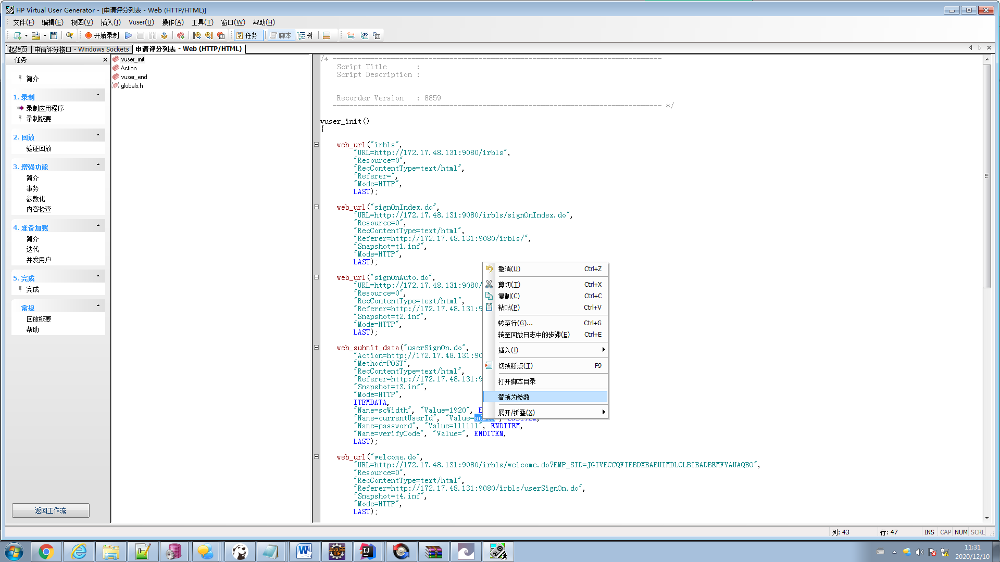 HP Virtual User Generator - [申请评分列表 - Web (HTTP/HTML)]
文件(F) 编辑(E) 视图(V) 插入(I) Vuser(U) 操作(A) 工具(T) 窗口(W) 帮助(H)
开始录制 任务 脚本 树
起始页 申请评分接口 - Windows Sockets 申请评分列表 - Web (HTTP/HTML)
任务
简介
1. 录制
录制应用程序
录制概要
2. 回放
验证回放
3. 增强功能
简介
事务
参数化
内容检查
4. 准备加载
简介
迭代
并发用户
5. 完成
完成
常规
回放概要
帮助
返回工作流
vuser_init
Action
vuser_end
globals.h
/* --------------------------------------------------------------------------------
Script Title       :
Script Description :
Recorder Version   : 8859
-------------------------------------------------------------------------------- */
vuser_init()
{
web_url("irbls",
"URL=http://172.17.48.131:9080/irbls",
"Resource=0",
"RecContentType=text/html",
"Referer=",
"Mode=HTTP",
LAST);
web_url("signOnIndex.do",
"URL=http://172.17.48.131:9080/irbls/signOnIndex.do",
"Resource=0",
"RecContentType=text/html",
"Referer=http://172.17.48.131:9080/irbls/",
"Snapshot=t1.inf",
"Mode=HTTP",
LAST);
web_url("signOnAuto.do",
"URL=http://172.17.48.131:9080/
"Resource=0",
"RecContentType=text/html",
"Referer=http://172.17.48.131:9
"Snapshot=t2.inf",
"Mode=HTTP",
LAST);
web_submit_data("userSignOn.do",
"Action=http://172.17.48.131:90
"Method=POST",
"RecContentType=text/html",
"Referer=http://172.17.48.131:9
"Snapshot=t3.inf",
"Mode=HTTP",
ITEMDATA,
"Name=scWidth", "Value=1920", E
"Name=currentUserId", "Value=admin", ENDITEM,
"Name=password", "Value=111111", ENDITEM,
"Name=verifyCode", "Value=", ENDITEM,
LAST);
web_url("welcome.do",
"URL=http://172.17.48.131:9080/irbls/welcome.do?EMP_SID=JGIVECCQFIEBDXBABUIMDLCLBIBADBEMFYAUAQBO",
"Resource=0",
"RecContentType=text/html",
"Referer=http://172.17.48.131:9080/irbls/userSignOn.do",
"Snapshot=t4.inf",
"Mode=HTTP",
LAST);
撤消(U) Ctrl+Z
剪切(T) Ctrl+X
复制(C) Ctrl+C
粘贴(P) Ctrl+V
转至行(G)... Ctrl+G
转至回放日志中的步骤(E) Ctrl+E
插入(I)
切换断点(T) F9
打开脚本目录
替换为参数
展开/折叠(X)
列: 43 行: 47 INS CAP NUM SCRL
11:31
2020/12/10